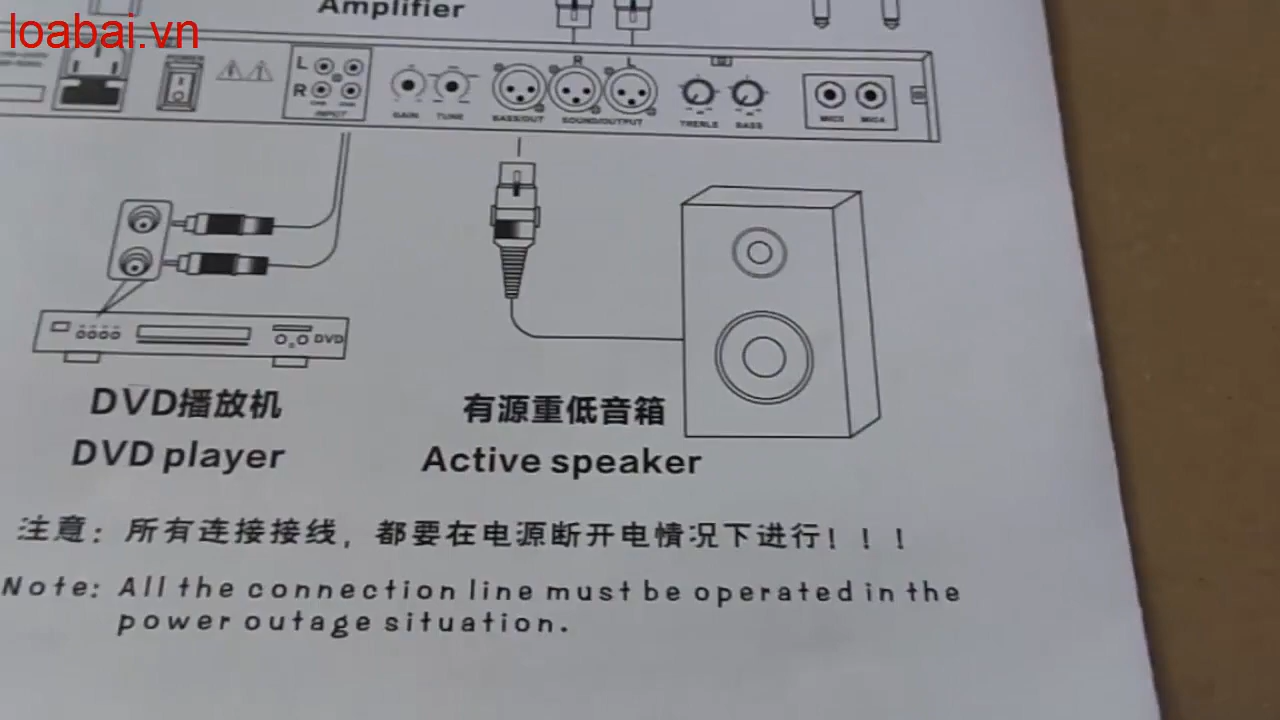 Amplifier
loabai.vn
L
R
INPUT
GAIN
TUNE
BASS/OUT
R
L
SOUND/OUTPUT
TRERLE
BASS
DVD
DVD播放机
DVD player
有源重低音箱
Active speaker
注意：所有连接接线，都要在电源断开电情况下进行！！！
Note: All the connection line must be operated in the
power outage situation.